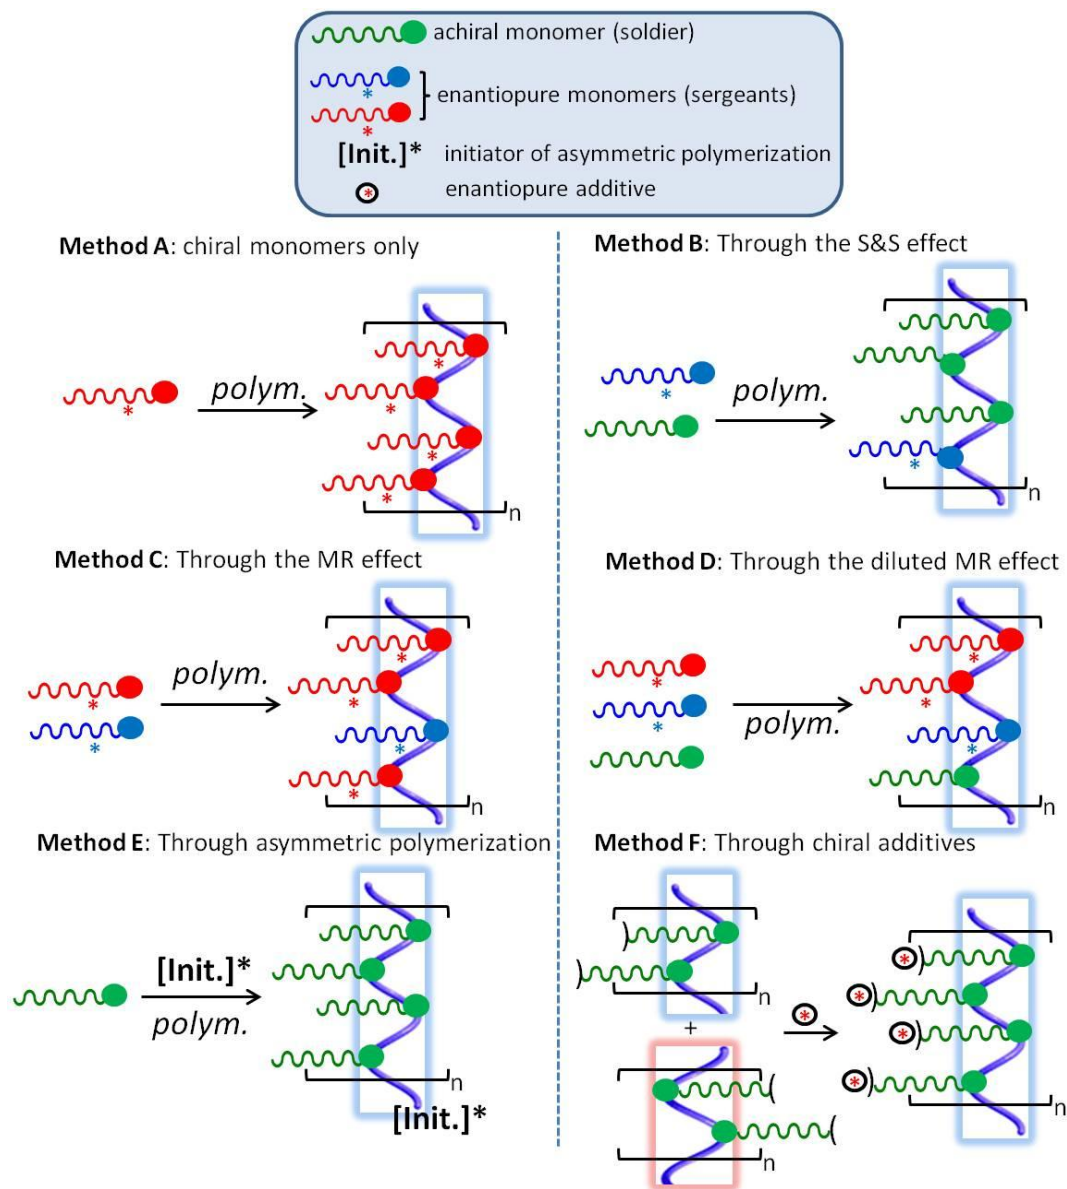 achiral monomer (soldier)
* enantiopure monomers (sergeants)
*
[Init.]* initiator of asymmetric polymerization
* enantiopure additive
Method A: chiral monomers only
* polym. * * * * n
Method B: Through the S&S effect
* polym. * n
Method C: Through the MR effect
* * polym. * * * * n
Method D: Through the diluted MR effect
* * polym. * * * n
Method E: Through asymmetric polymerization
[Init.]*
polym.
n
[Init.]*
Method F: Through chiral additives
) ) n
+
( ( n
*
*) *) *) *) n